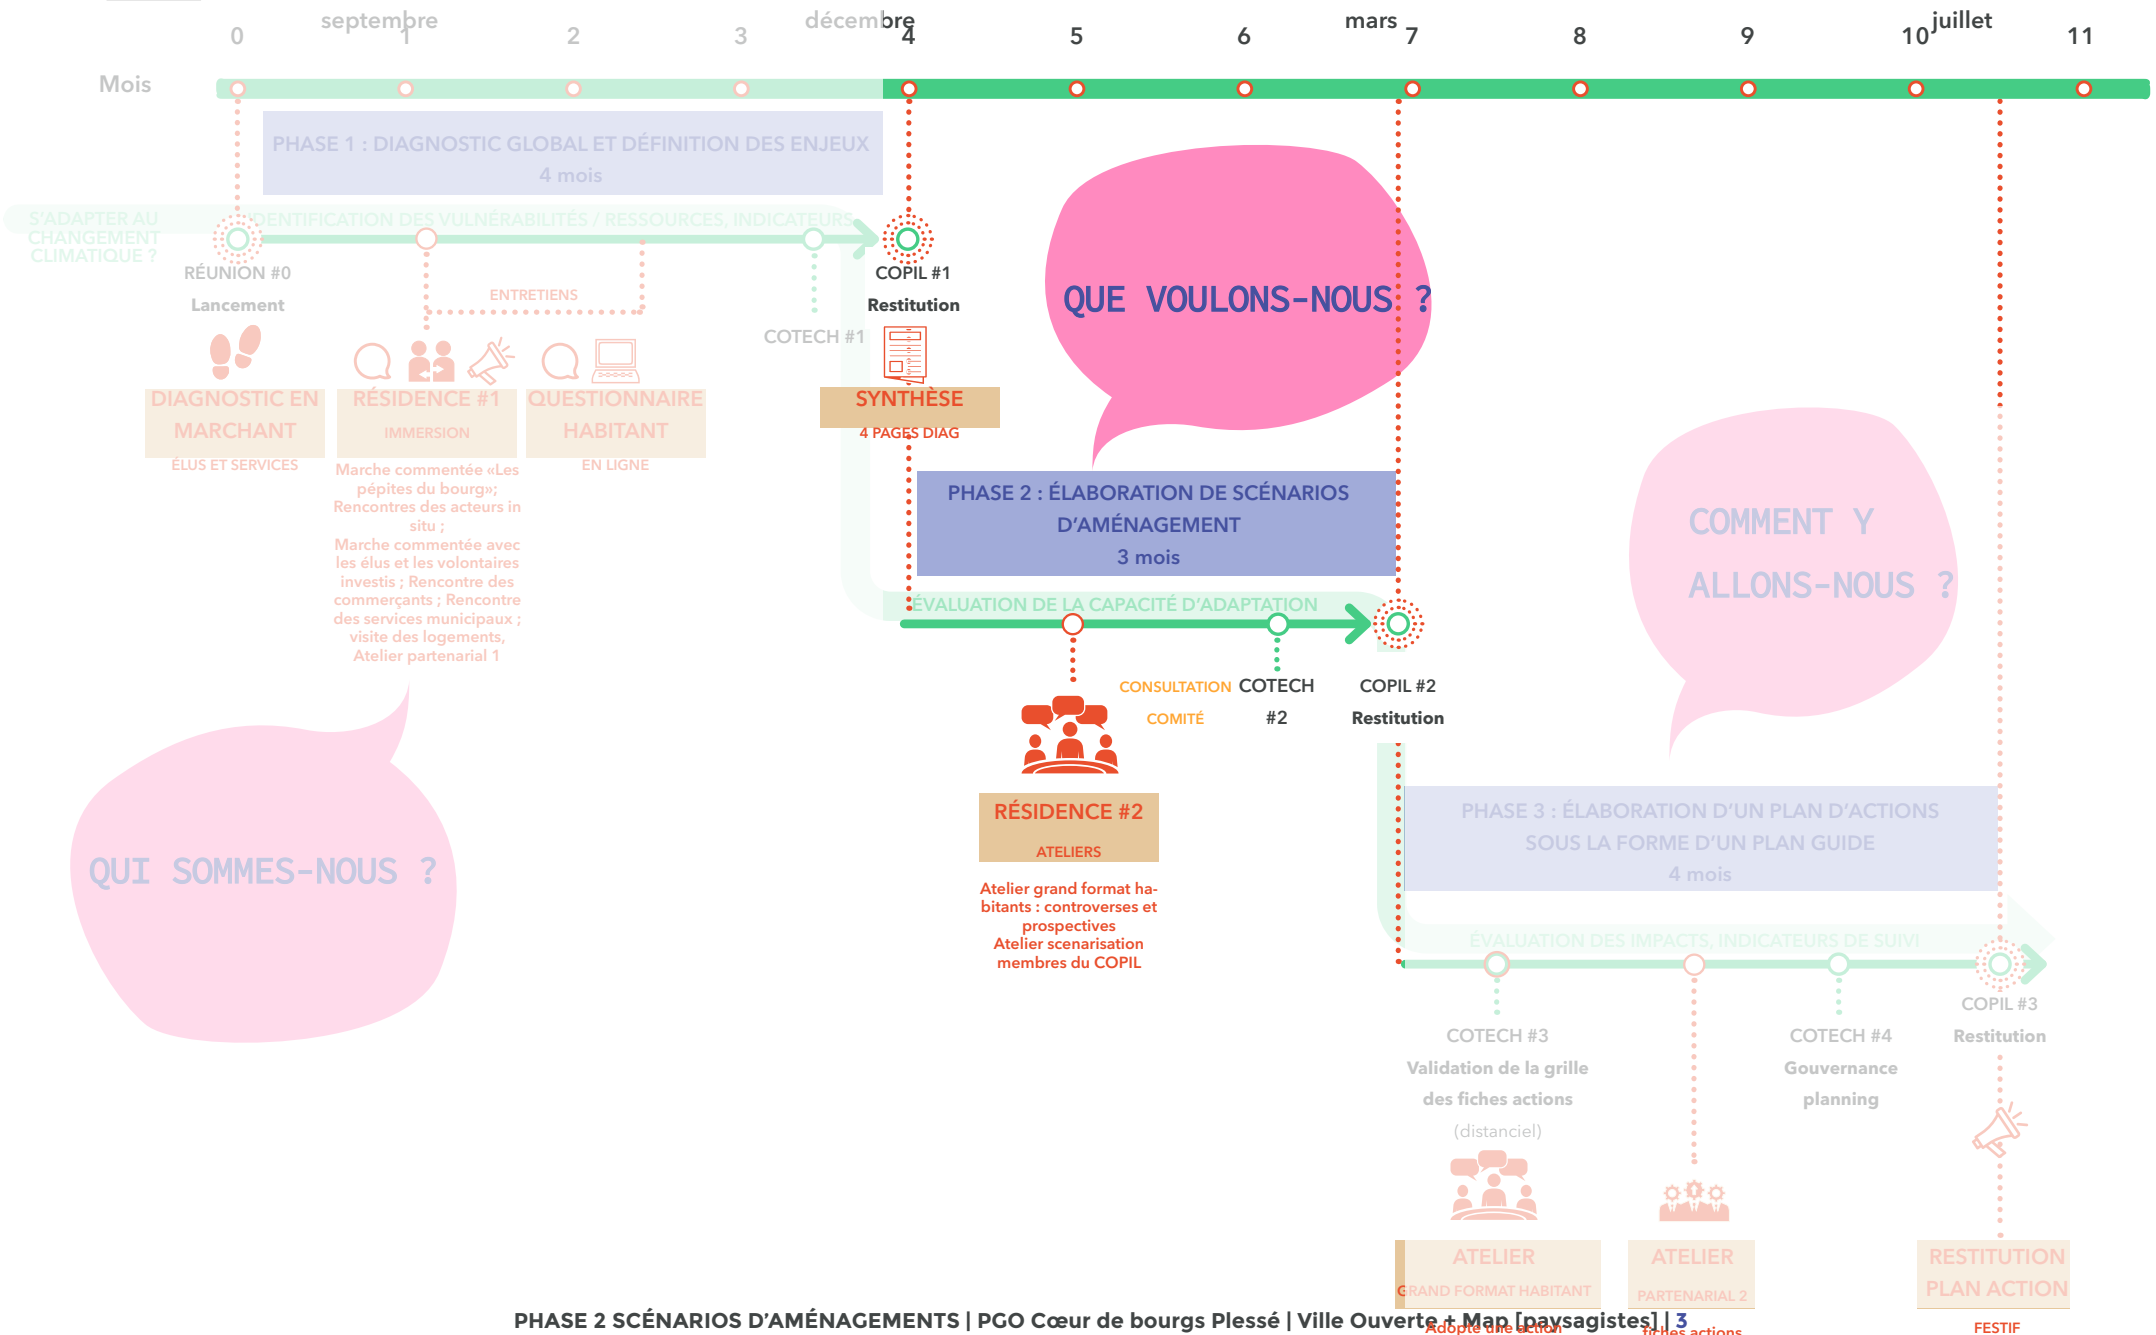 septembre
décembre
mars
juillet
0 1 2 3 4 5 6 7 8 9 10 11
Mois
PHASE 1 : DIAGNOSTIC GLOBAL ET DÉFINITION DES ENJEUX
4 mois
S'ADAPTER AU
CHANGEMENT
CLIMATIQUE ?
IDENTIFICATION DES VULNÉRABILITÉS / RESSOURCES, INDICATEURS
RÉUNION #0
Lancement
ENTRETIENS
COTECH #1
COPIL #1
Restitution
DIAGNOSTIC EN
MARCHANT
ÉLUS ET SERVICES
RÉSIDENCE #1
IMMERSION
Marche commentée «Les
pépites du bourg»;
Rencontres des acteurs in
situ ;
Marche commentée avec
les élus et les volontaires
investis ; Rencontre des
commerçants ; Rencontre
des services municipaux ;
visite des logements,
Atelier partenarial 1
QUESTIONNAIRE
HABITANT
EN LIGNE
SYNTHÈSE
4 PAGES DIAG
QUI SOMMES-NOUS ?
QUE VOULONS-NOUS ?
PHASE 2 : ÉLABORATION DE SCÉNARIOS
D'AMÉNAGEMENT
3 mois
ÉVALUATION DE LA CAPACITÉ D'ADAPTATION
CONSULTATION
COMITÉ
COTECH
#2
COPIL #2
Restitution
RÉSIDENCE #2
ATELIERS
Atelier grand format ha-
bitants : controverses et
prospectives
Atelier scenarisation
membres du COPIL
COMMENT Y
ALLONS-NOUS ?
PHASE 3 : ÉLABORATION D'UN PLAN D'ACTIONS
SOUS LA FORME D'UN PLAN GUIDE
4 mois
ÉVALUATION DES IMPACTS, INDICATEURS DE SUIVI
COTECH #3
Validation de la grille
des fiches actions
(distanciel)
COTECH #4
Gouvernance
planning
COPIL #3
Restitution
ATELIER
GRAND FORMAT HABITANT
Adopte une action
ATELIER
PARTENARIAL 2
fiches actions
RESTITUTION
PLAN ACTION
FESTIF
PHASE 2 SCÉNARIOS D'AMÉNAGEMENTS | PGO Cœur de bourgs Plessé | Ville Ouverte + Map [paysagistes] | 3